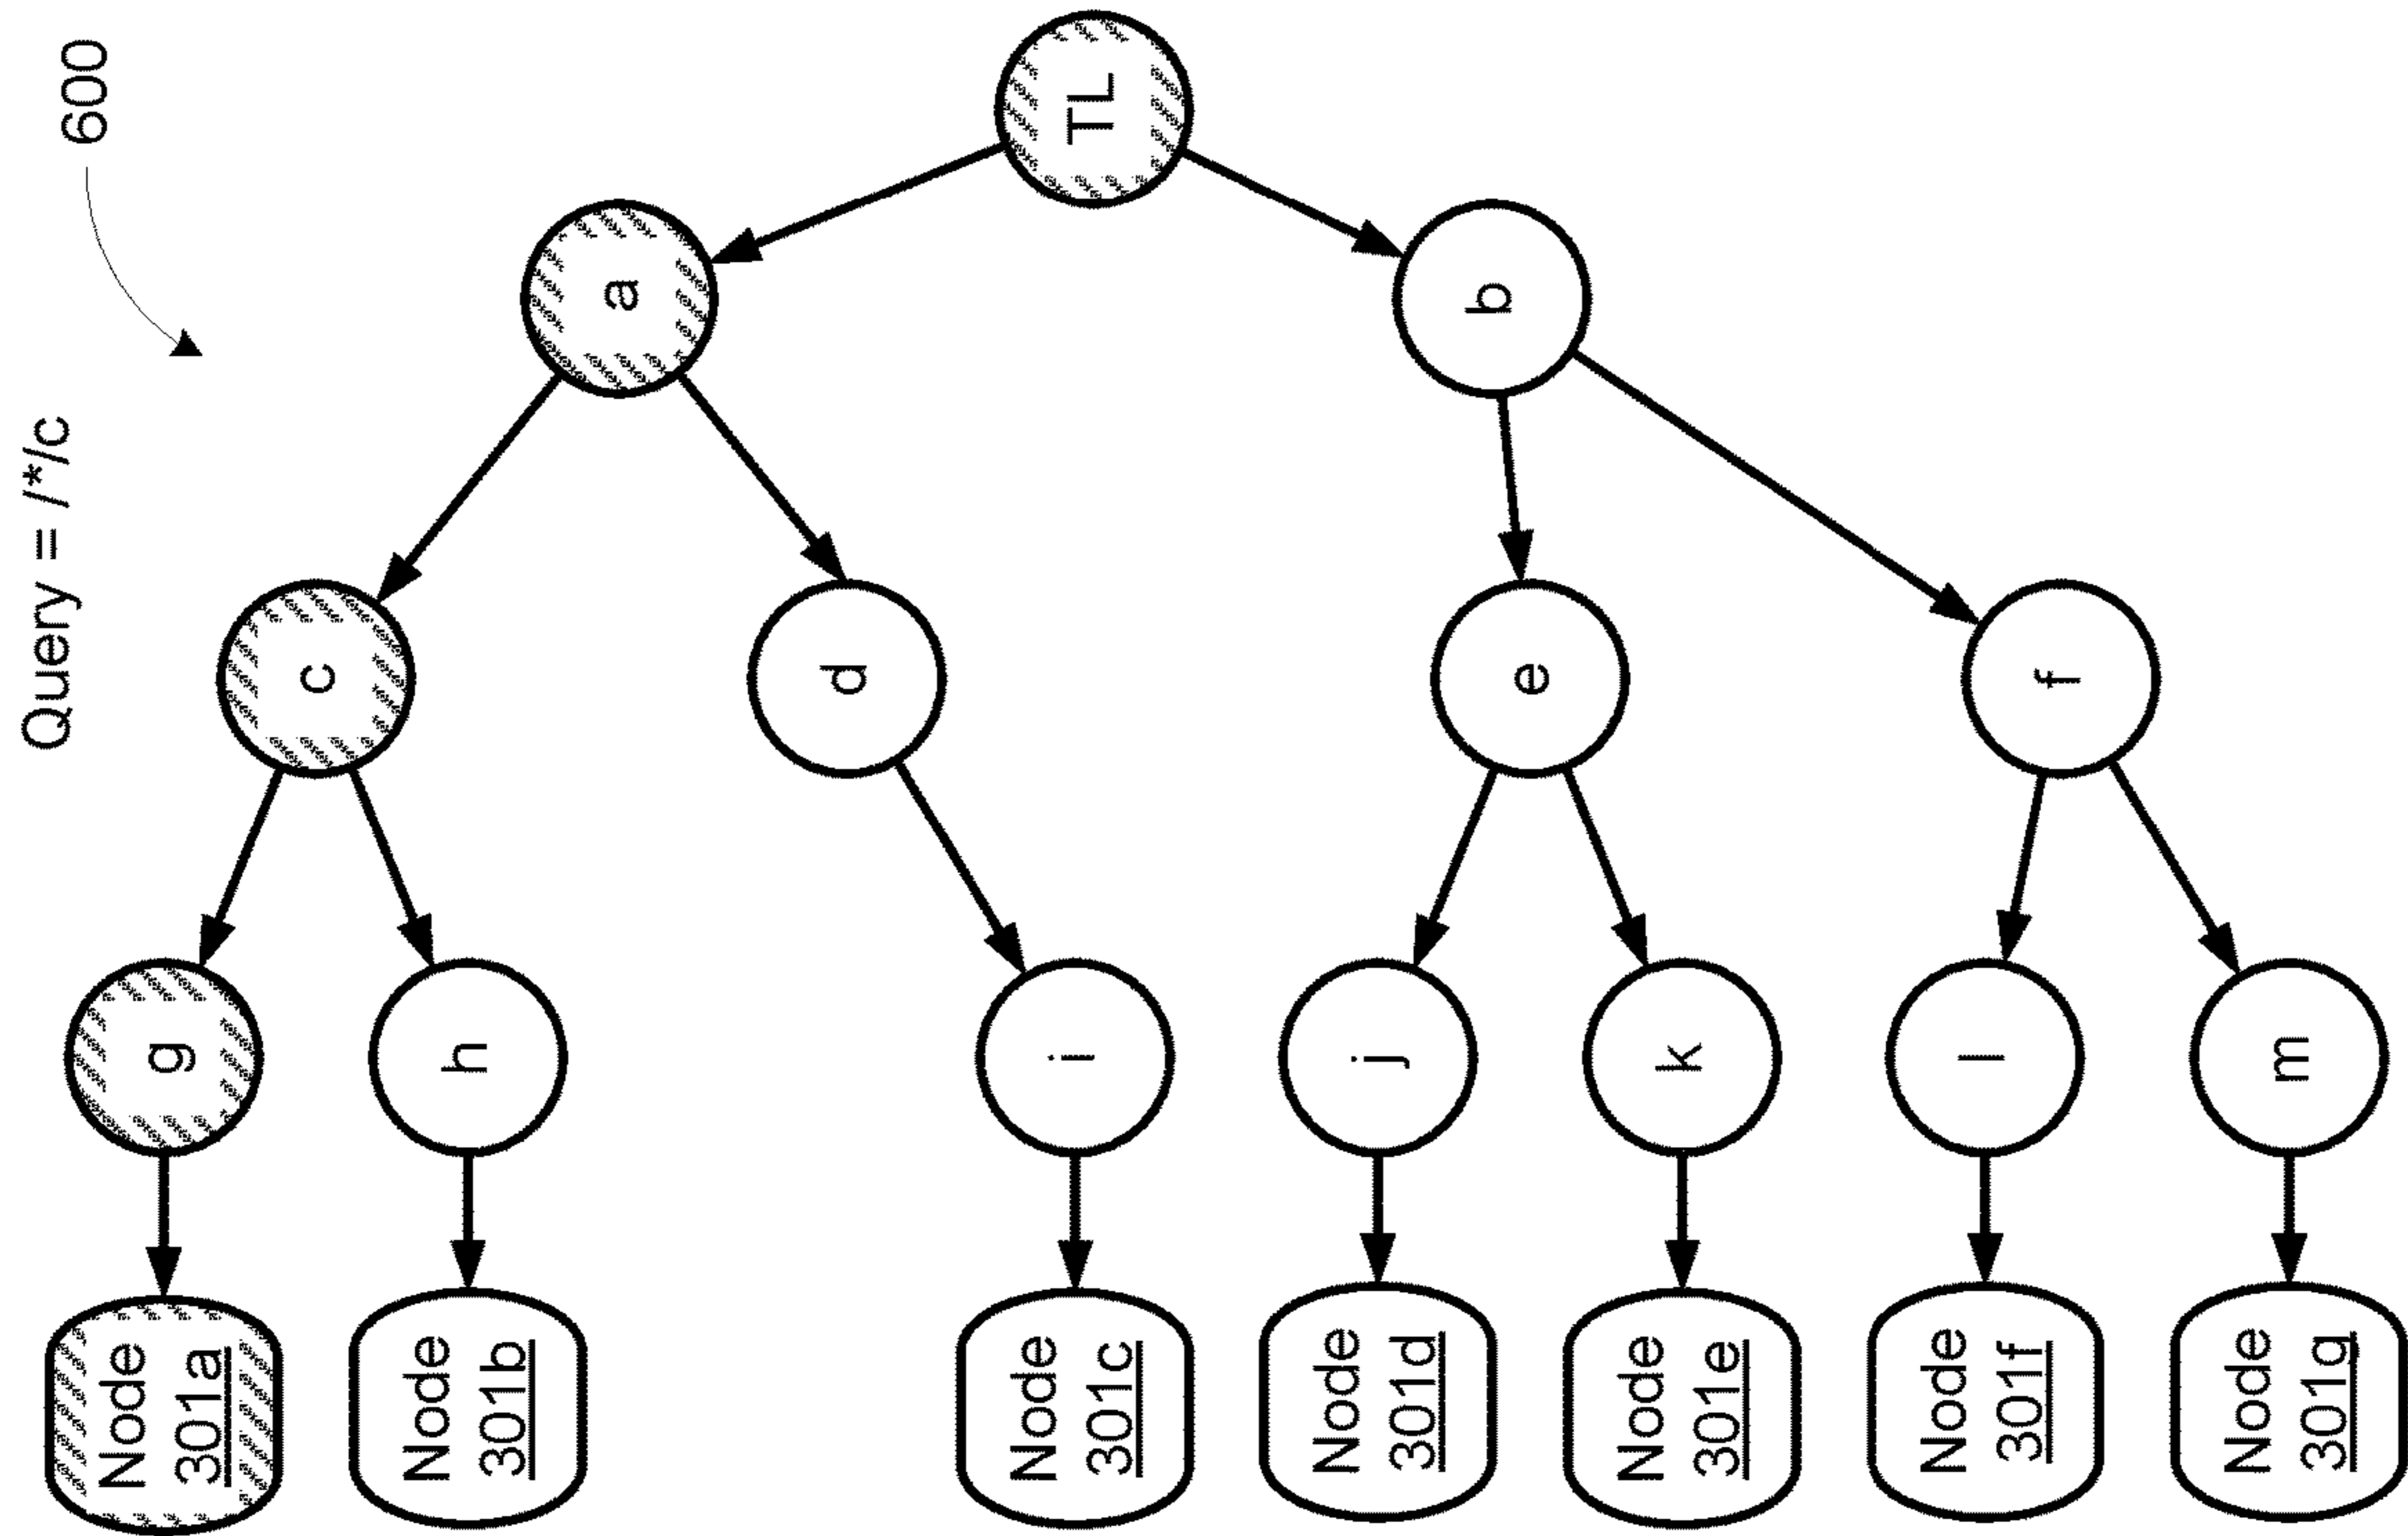 600
Query = /*/c
TL
a
b
c
d
e
f
g
h
i
j
k
l
m
Node
301a
Node
301b
Node
301c
Node
301d
Node
301e
Node
301f
Node
301g